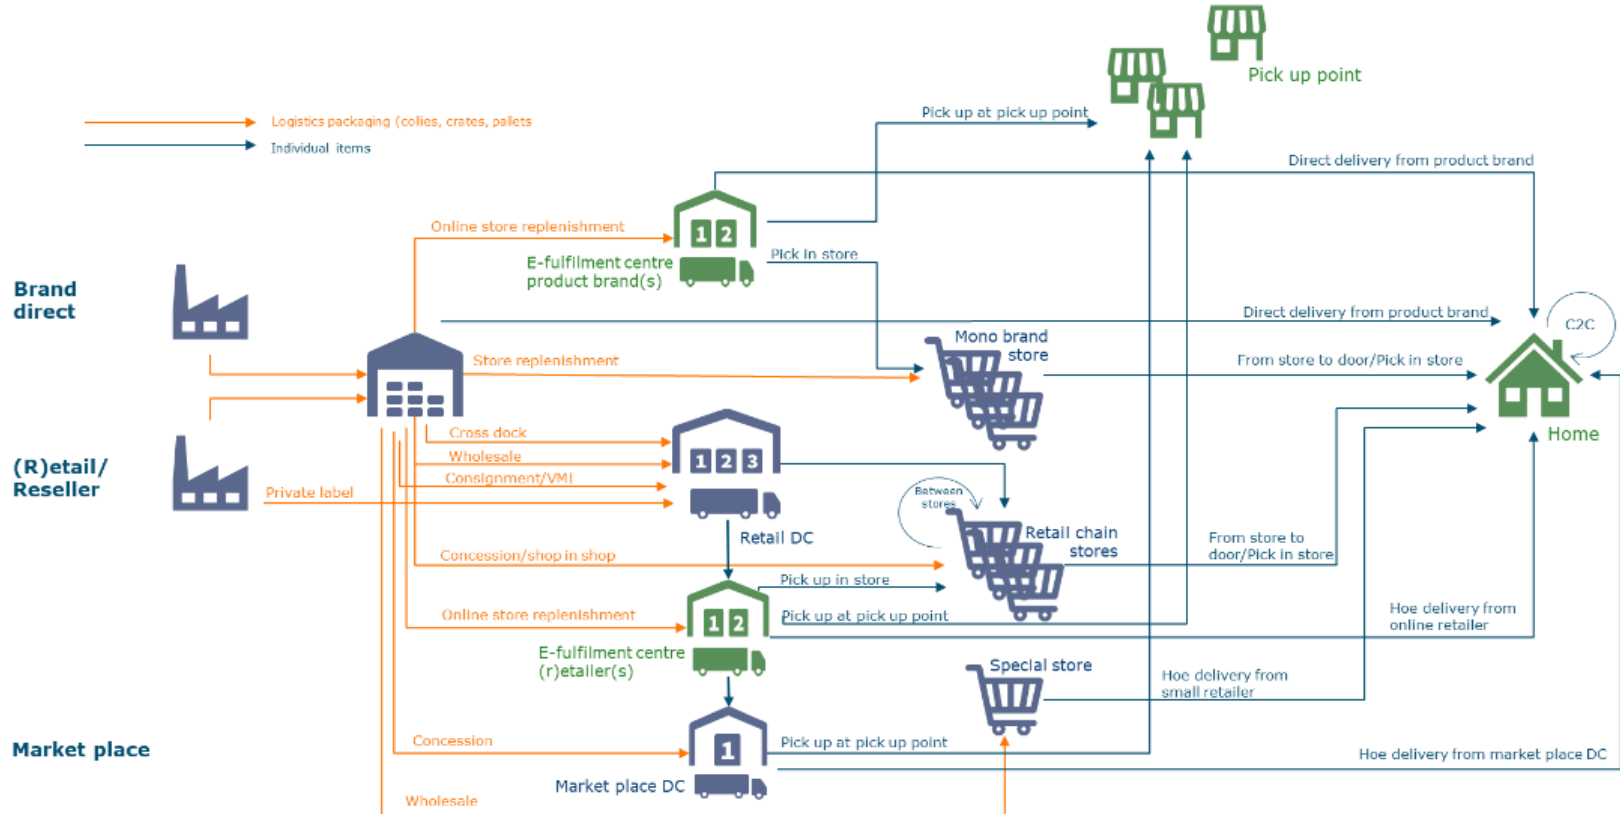 Pick up point
Pick up at pick up point
Logistics packaging (collies, crates, pallets
Individual items
Direct delivery from product brand
Online store replenishment
1 2
Pick in store
E-fulfilment centre
product brand(s)
Brand
direct
Direct delivery from product brand
C2C
Mono brand
store
Store replenishment
From store to door/Pick in store
Home
Cross dock
Wholesale
1 2 3
(R)etail/
Reseller
Consignment/VMI
Private label
Between
stores
Retail DC
Retail chain
stores
From store to
door/Pick in store
Concession/shop in shop
Pick up in store
Online store replenishment
1 2
Pick up at pick up point
Hoe delivery from
online retailer
E-fulfilment centre
(r)etailer(s)
Special store
Hoe delivery from
small retailer
Market place
Concession
1
Pick up at pick up point
Hoe delivery from market place DC
Market place DC
Wholesale